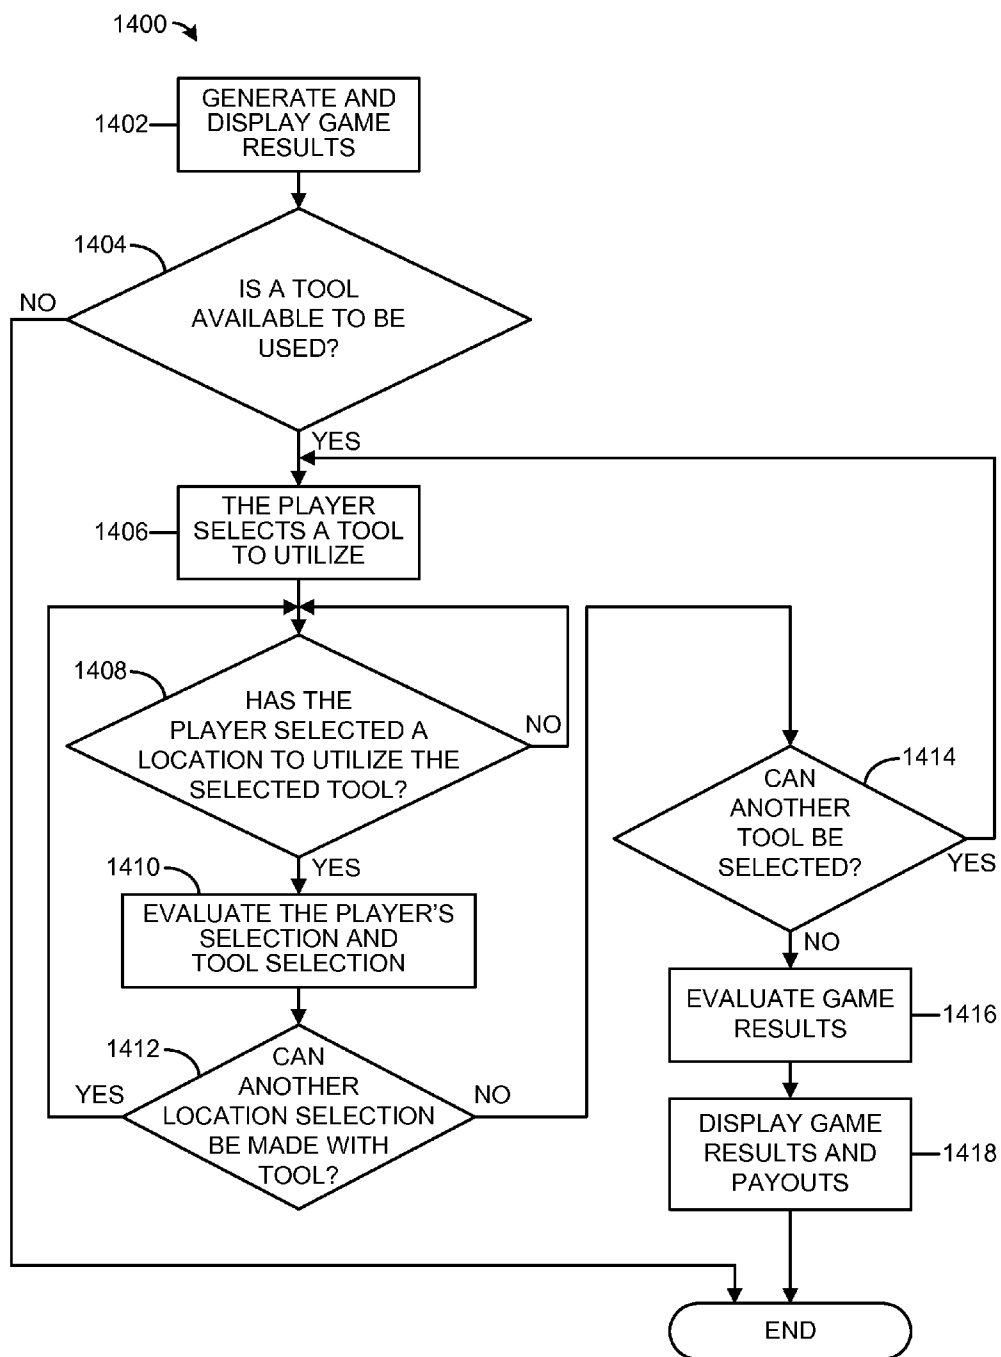 1400
GENERATE AND
DISPLAY GAME
RESULTS
1402
1404
NO
IS A TOOL
AVAILABLE TO BE
USED?
YES
THE PLAYER
SELECTS A TOOL
TO UTILIZE
1406
1408
HAS THE
PLAYER SELECTED A
LOCATION TO UTILIZE THE
SELECTED TOOL?
NO
YES
1410
EVALUATE THE PLAYER'S
SELECTION AND
TOOL SELECTION
1412
YES
CAN
ANOTHER
LOCATION SELECTION
BE MADE WITH
TOOL?
NO
1414
CAN
ANOTHER
TOOL BE
SELECTED?
YES
NO
EVALUATE GAME
RESULTS
1416
DISPLAY GAME
RESULTS AND
PAYOUTS
1418
END